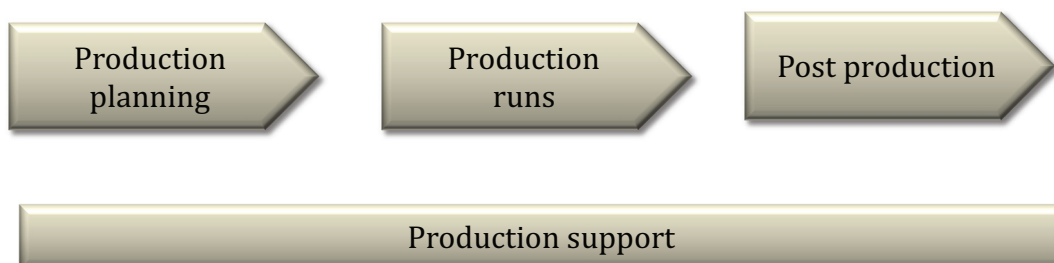 Production
planning
Production
runs
Post production
Production support